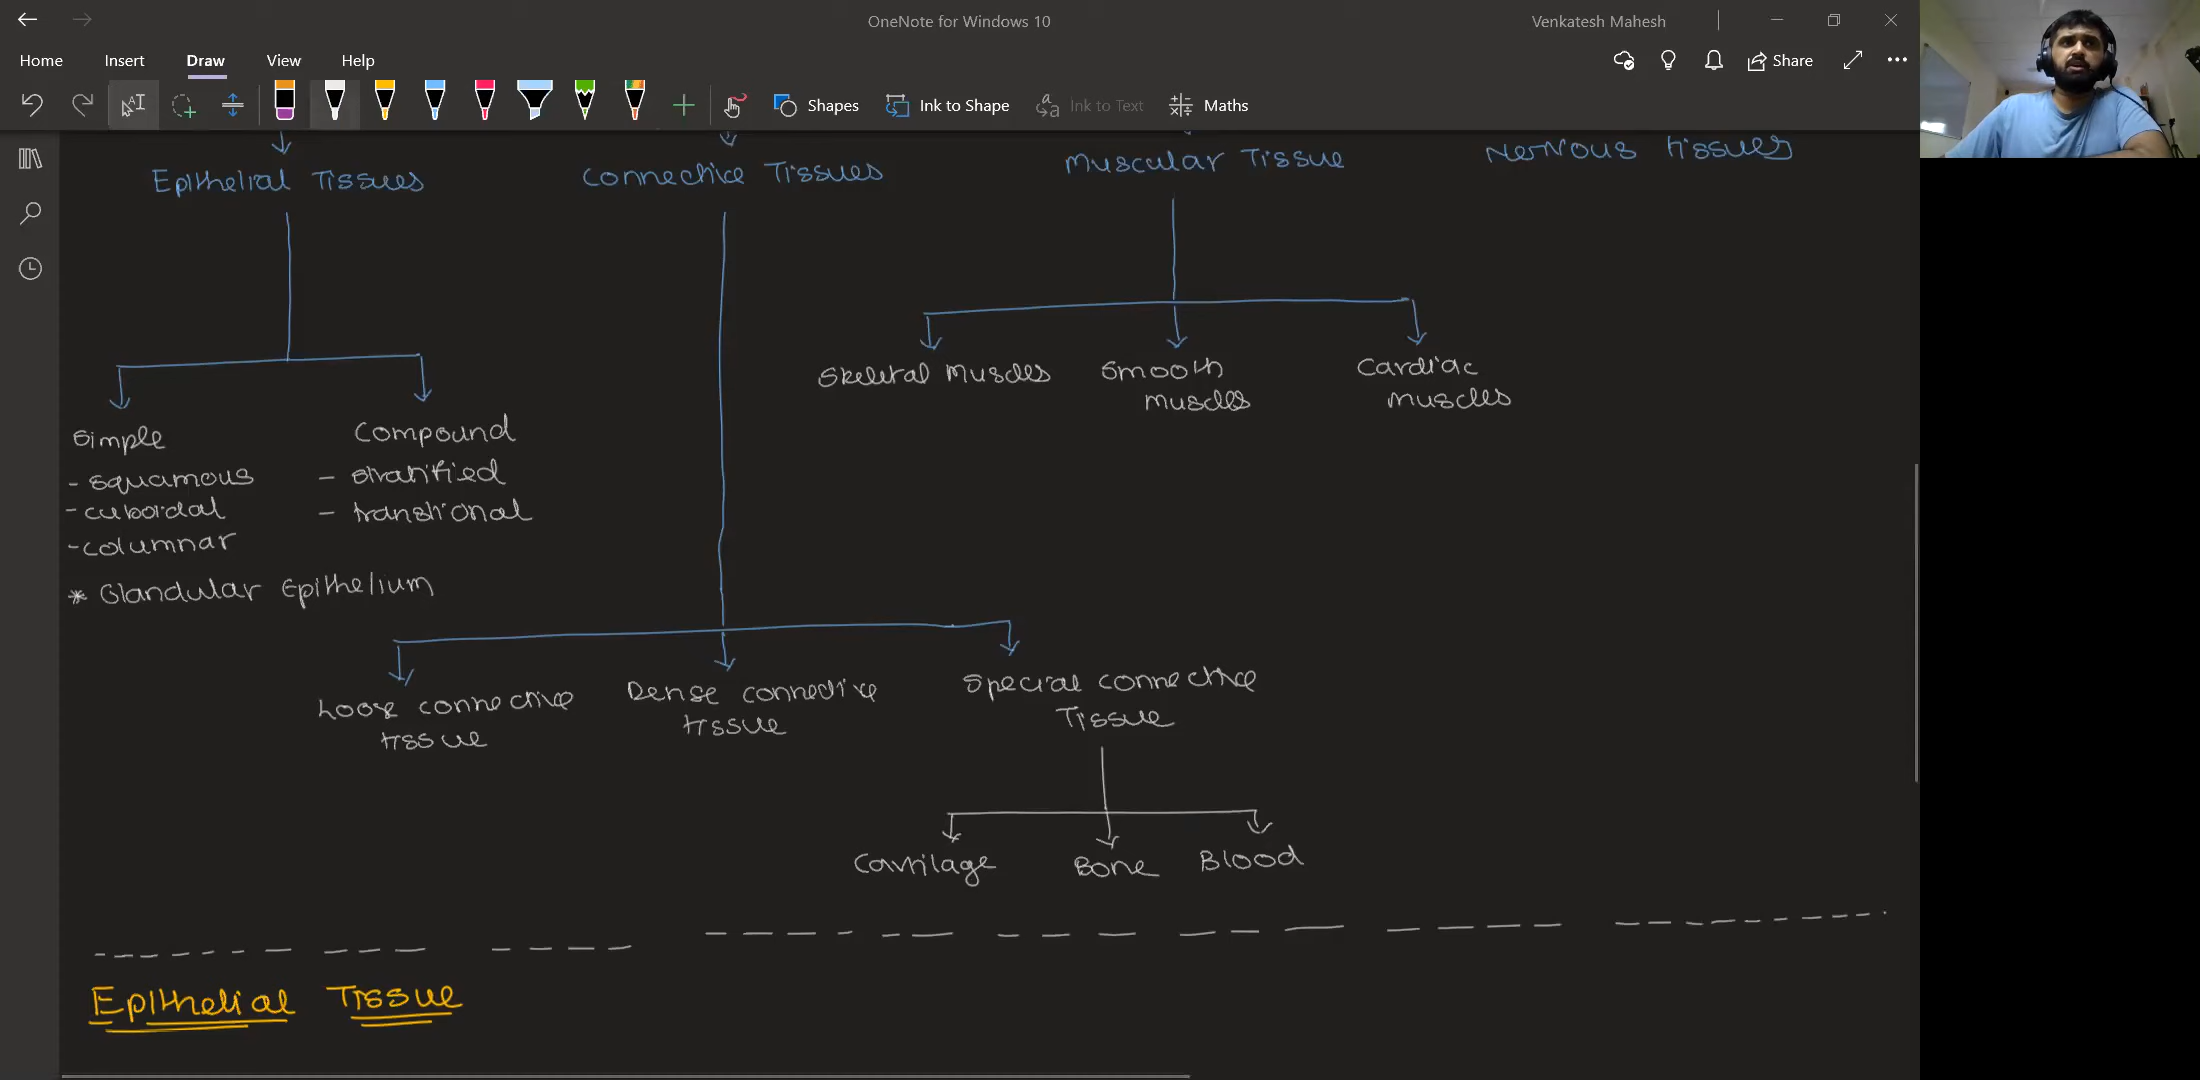 OneNote for Windows 10
Venkatesh Mahesh
Home Insert Draw View Help
Share
Shapes Ink to Shape Ink to Text Maths
Epithelial Tissues Connective Tissues Muscular Tissue Nervous Tissues
Skeletal Muscles Smooth Cardiac
Muscles Muscles
Simple Compound
- Squamous - Stratified
- cuboidal - transtional
- columnar
* Glandular Epithelium
Loose connective Dense connective Special connective
tissue tissue Tissue
Cartilage Bone Blood
Epithelial Tissue